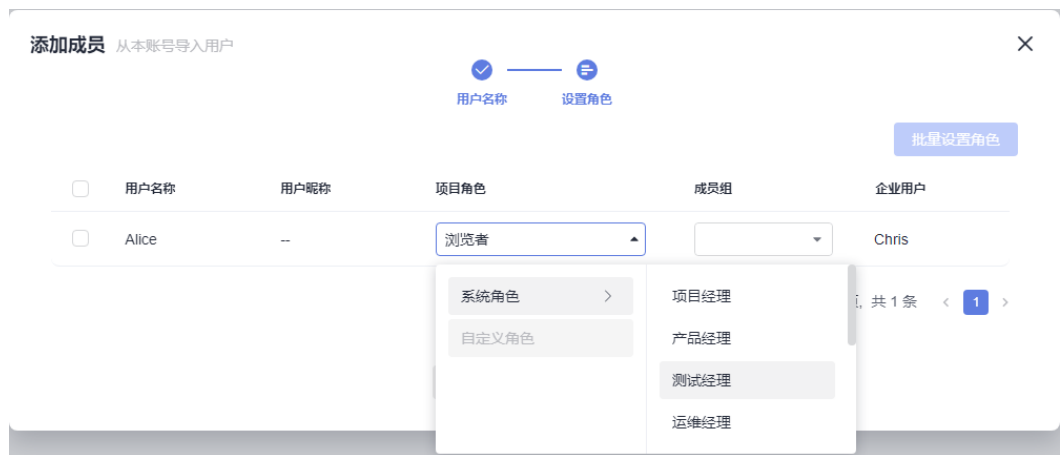 添加成员 从本账号导入用户
用户名称 设置角色
批量设置角色
用户名称 用户昵称 项目角色 成员组 企业用户
Alice -- 浏览者 Chris
系统角色 项目经理
, 共 1 条 1
自定义角色 产品经理
测试经理
运维经理